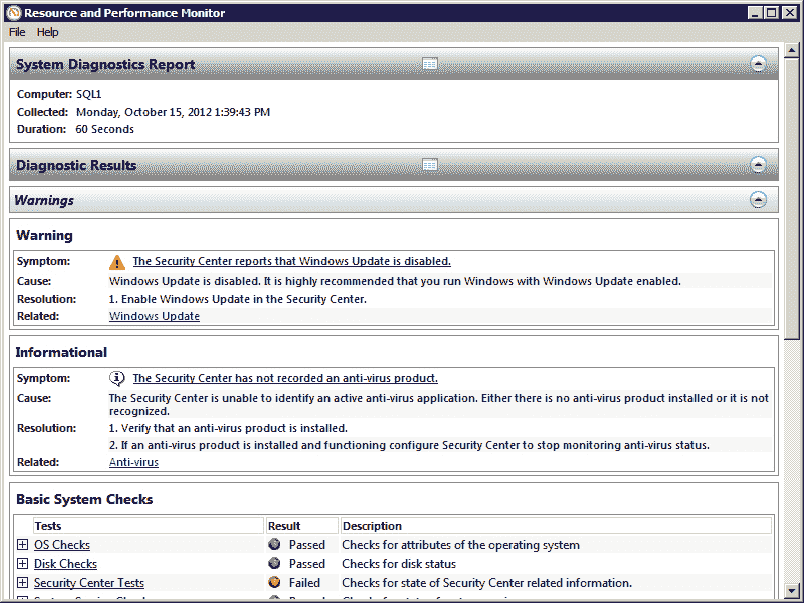 Resource and Performance Monitor
File Help
System Diagnostics Report
Computer: SQL1
Collected: Monday, October 15, 2012 1:39:43 PM
Duration: 60 Seconds
Diagnostic Results
Warnings
Warning
Symptom: The Security Center reports that Windows Update is disabled.
Cause: Windows Update is disabled. It is highly recommended that you run Windows with Windows Update enabled.
Resolution: 1. Enable Windows Update in the Security Center.
Related: Windows Update
Informational
Symptom: The Security Center has not recorded an anti-virus product.
Cause: The Security Center is unable to identify an active anti-virus application. Either there is no anti-virus product installed or it is not
recognized.
Resolution: 1. Verify that an anti-virus product is installed.
2. If an anti-virus product is installed and functioning configure Security Center to stop monitoring anti-virus status.
Related: Anti-virus
Basic System Checks
Tests Result Description
OS Checks Passed Checks for attributes of the operating system
Disk Checks Passed Checks for disk status
Security Center Tests Failed Checks for state of Security Center related information.